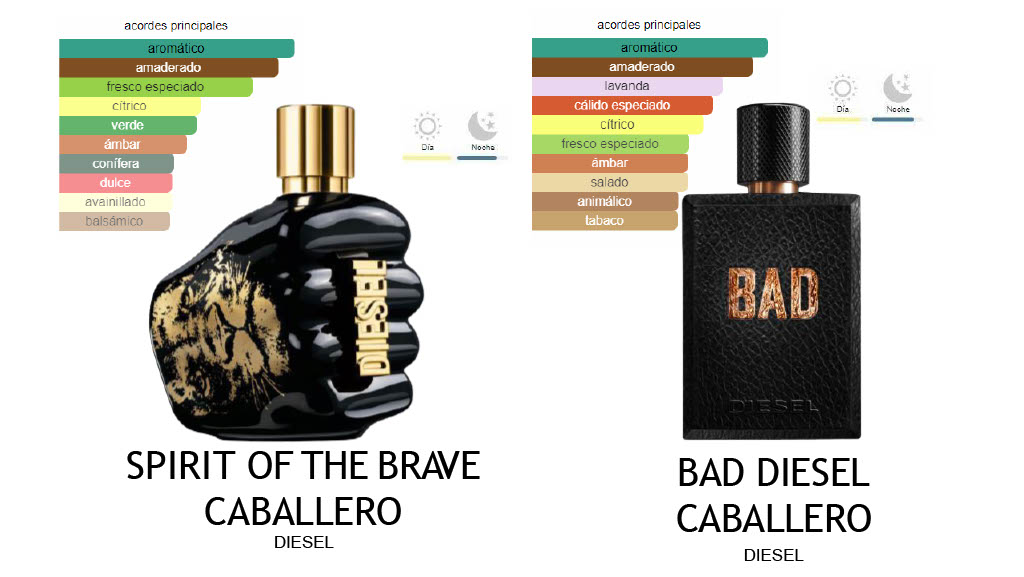 acordes principales
aromático
amaderado
fresco especiado
cítrico
verde
ámbar
conífera
dulce
avainillado
balsámico
Día
Noche
DIESEL
SPIRIT OF THE BRAVE
CABALLERO
DIESEL
acordes principales
aromático
amaderado
lavanda
cálido especiado
cítrico
fresco especiado
ámbar
salado
animálico
tabaco
Día
Noche
BAD
DIESEL
BAD DIESEL
CABALLERO
DIESEL